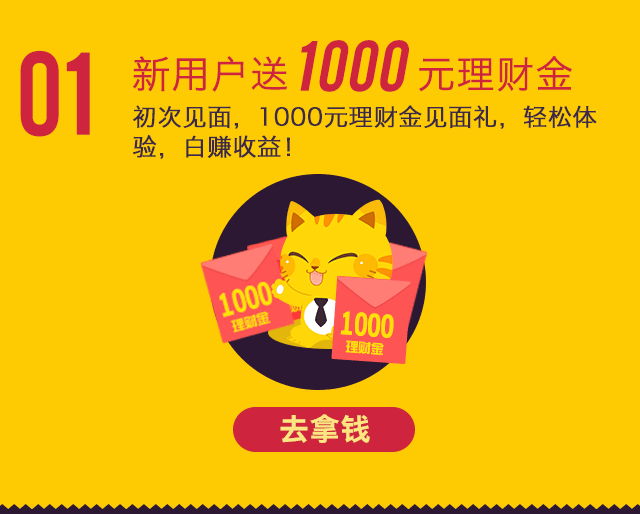 01
新用户送1000元理财金
初次见面，1000元理财金见面礼，轻松体
验，白赚收益！
1000
理财金
1000
理财金
去拿钱